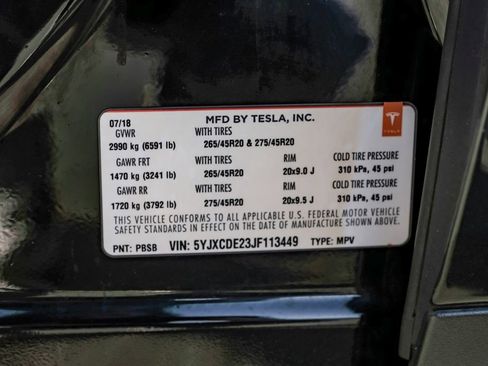 07/18 MFD BY TESLA, INC.
GVWR WITH TIRES
2990 kg (6591 lb) 265/45R20 & 275/45R20
GAWR FRT WITH TIRES RIM COLD TIRE PRESSURE
1470 kg (3241 lb) 265/45R20 20x9.0 J 310 kPa, 45 psi
GAWR RR WITH TIRES RIM COLD TIRE PRESSURE
1720 kg (3792 lb) 275/45R20 20x9.5 J 310 kPa, 45 psi
THIS VEHICLE CONFORMS TO ALL APPLICABLE U.S. FEDERAL MOTOR VEHICLE
SAFETY STANDARDS IN EFFECT ON THE DATE OF MANUFACTURE SHOWN ABOVE.
PNT: PBSB VIN: 5YJXCDE23JF113449 TYPE: MPV
TESLA